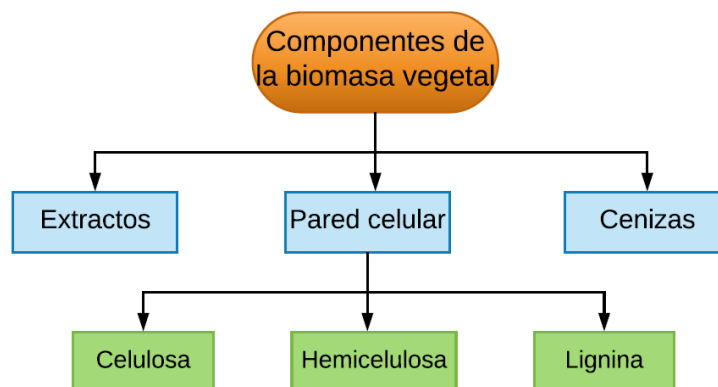 Componentes de
la biomasa vegetal
Extractos
Pared celular
Cenizas
Celulosa
Hemicelulosa
Lignina